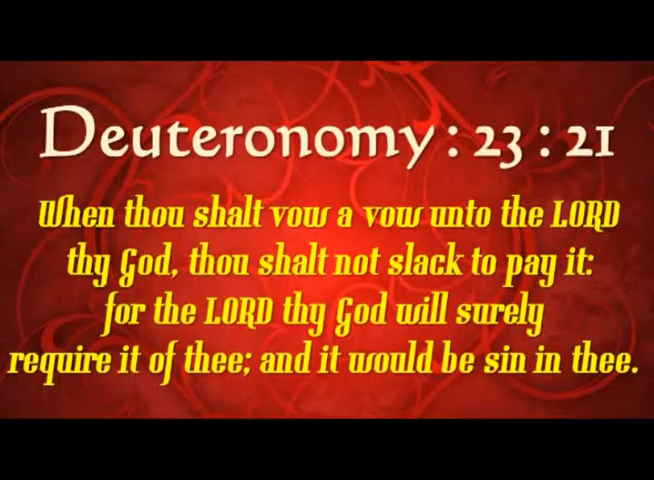 Deuteronomy : 23 : 21
When thou shalt vow a vow unto the LORD
thy God, thou shalt not slack to pay it:
for the LORD thy God will surely
require it of thee; and it would be sin in thee.